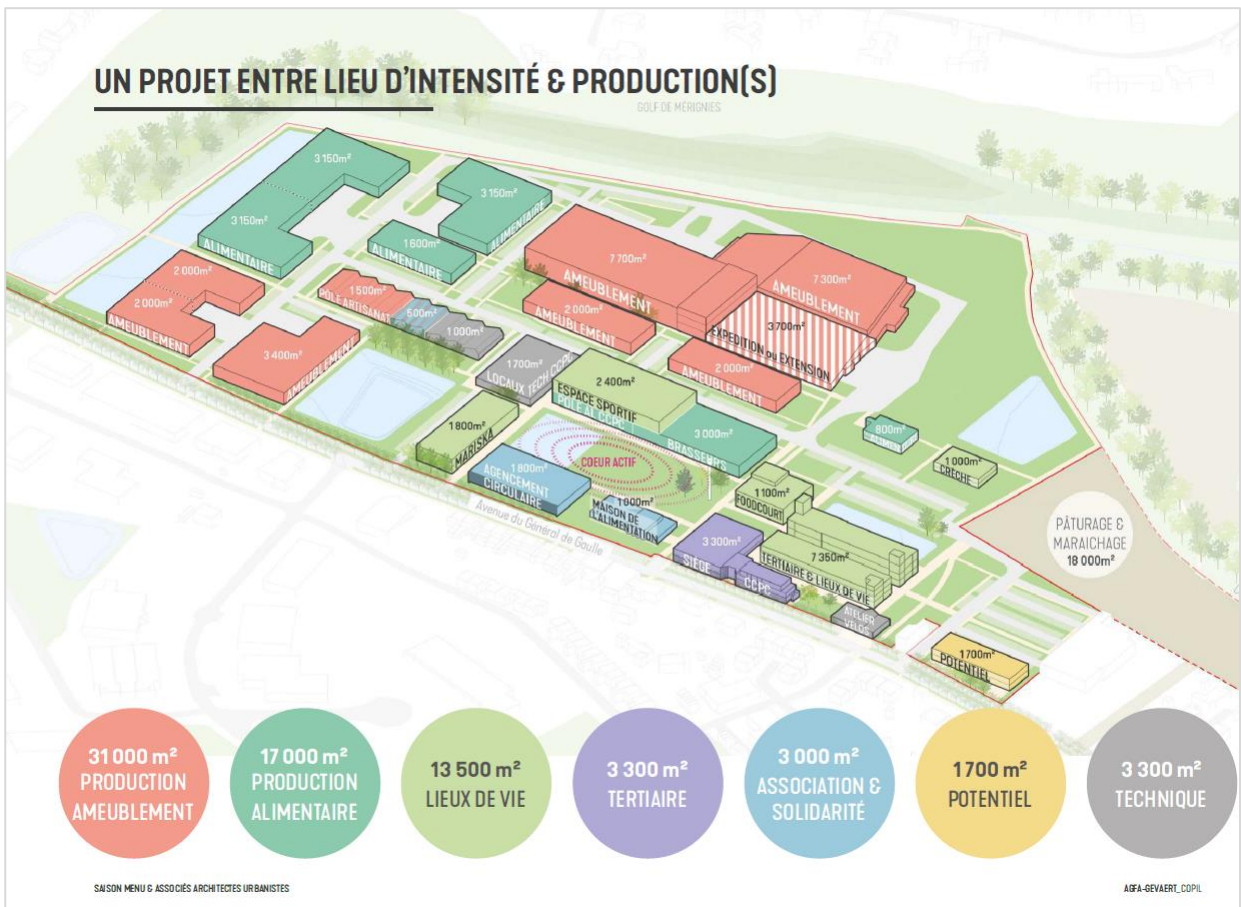 UN PROJET ENTRE LIEU D'INTENSITÉ & PRODUCTION(S)
GOLF DE MÉRIGNIES
3 150m²
3 150m²
ALIMENTAIRE
3 150m²
ALIMENTAIRE
1 600m²
ALIMENTAIRE
7 700m²
AMEUBLEMENT
7 300m²
AMEUBLEMENT
2 000m²
2 000m²
AMEUBLEMENT
1 500m²
PÔLE ARTISANAT
500m²
1 000m²
2 000m²
AMEUBLEMENT
3 700m²
EXPÉDITION ou EXTENSION
3 400m²
AMEUBLEMENT
1 700m²
LOCAUX TECH CCPC
2 400m²
ESPACE SPORTIF
PÔLE AL CCPC
3 000m²
BRASSEURS
2 000m²
AMEUBLEMENT
800m²
ALIMENT
1 000m²
CRÈCHE
1 800m²
MARISKA
COEUR ACTIF
1 800m²
AGENCEMENT
CIRCULAIRE
1 000m²
MAISON DE
L'ALIMENTATION
1 100m²
FOODCOURT
Avenue du Général de Gaulle
3 300m²
SIÈGE
CCPC
7 350m²
TERTIAIRE & LIEUX DE VIE
ATELIER
VÉLOS
PÂTURAGE &
MARAICHAGE
18 000m²
1 700m²
POTENTIEL
31 000 m²
PRODUCTION
AMEUBLEMENT
17 000 m²
PRODUCTION
ALIMENTAIRE
13 500 m²
LIEUX DE VIE
3 300 m²
TERTIAIRE
3 000 m²
ASSOCIATION &
SOLIDARITÉ
1 700 m²
POTENTIEL
3 300 m²
TECHNIQUE
SAISON MENU & ASSOCIÉS ARCHITECTES URBANISTES
AGFA-GEVAERT_COPIL